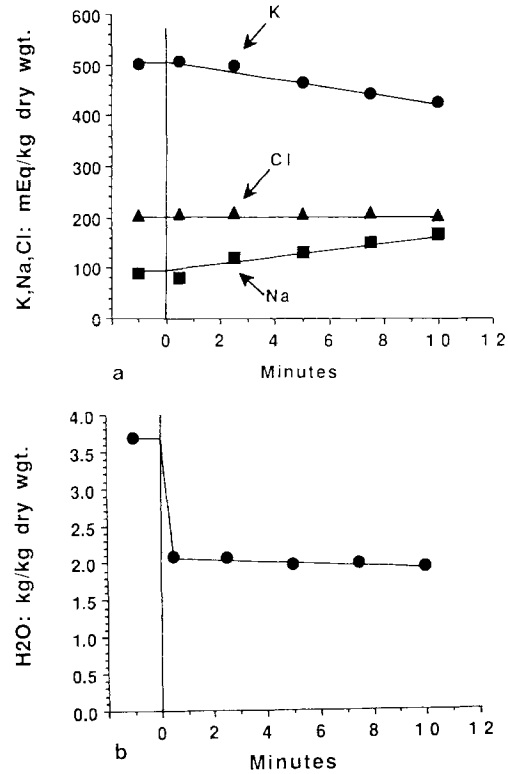 K,Na,Cl: mEq/kg dry wgt.
600
500
400
300
200
100
0
K
Cl
Na
0 2 4 6 8 10 12
a
Minutes
H2O: kg/kg dry wgt.
4.0
3.5
3.0
2.5
2.0
1.5
1.0
0.5
0.0
0 2 4 6 8 10 12
b
Minutes